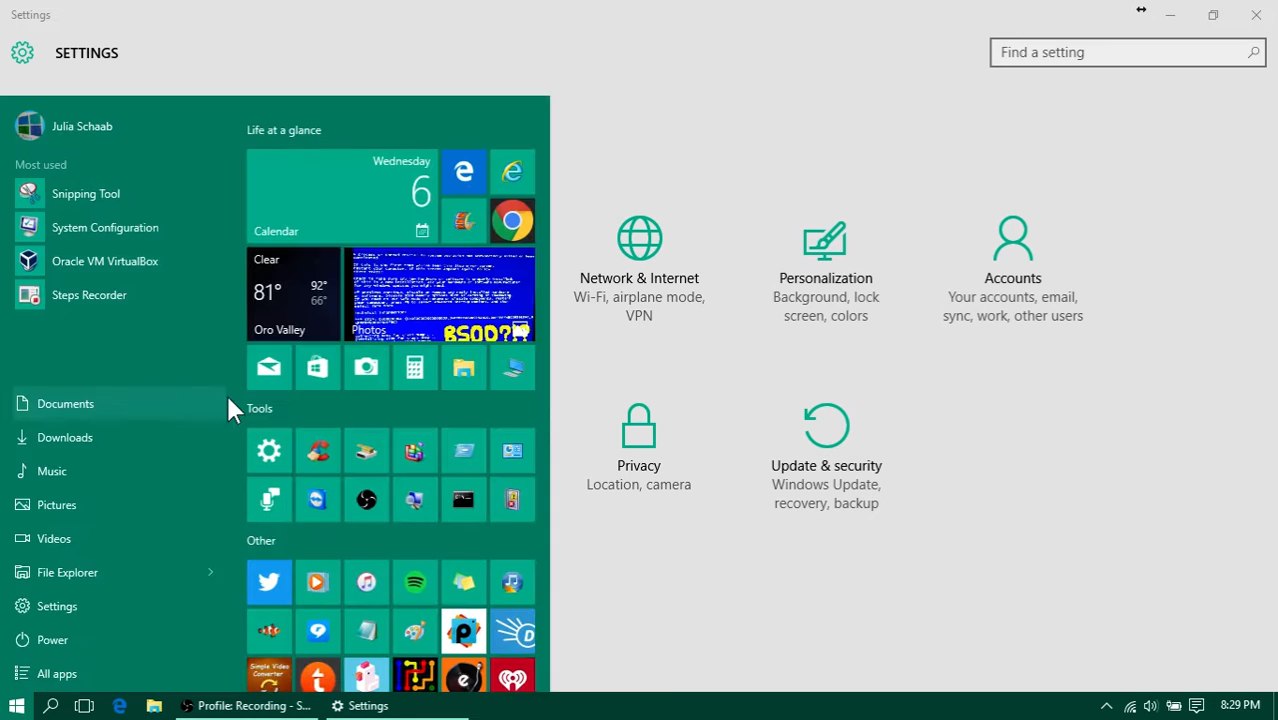 Settings
SETTINGS
Find a setting
Julia Schaab
Most used
Snipping Tool
System Configuration
Oracle VM VirtualBox
Steps Recorder
Documents
Downloads
Music
Pictures
Videos
File Explorer
Settings
Power
All apps
Life at a glance
Wednesday
6
Calendar
Clear
81°
92°
66°
Oro Valley
BSOD?!?
Photos
Tools
Other
Simple Video
Converter
Network & Internet
Wi-Fi, airplane mode,
VPN
Personalization
Background, lock
screen, colors
Accounts
Your accounts, email,
sync, work, other users
Privacy
Location, camera
Update & security
Windows Update,
recovery, backup
Profile: Recording - S...
Settings
8:29 PM